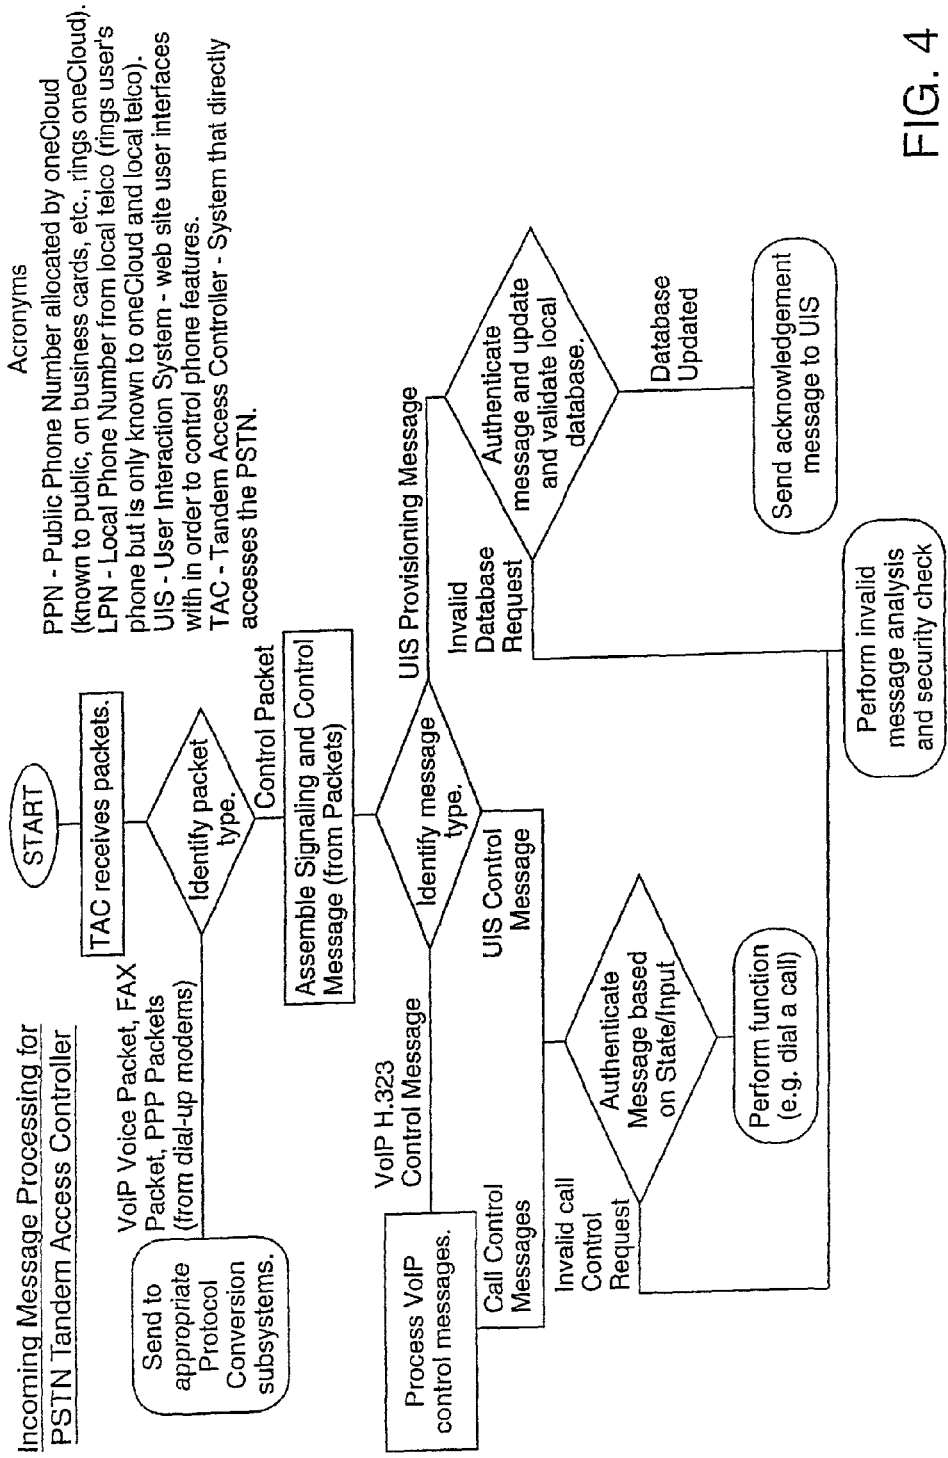 Incoming Message Processing for
PSTN Tandem Access Controller
Acronyms
PPN - Public Phone Number allocated by oneCloud
(known to public, on business cards, etc., rings oneCloud).
LPN - Local Phone Number from local telco (rings user's
phone but is only known to oneCloud and local telco).
UIS - User Interaction System - web site user interfaces
with in order to control phone features.
TAC - Tandem Access Controller - System that directly
accesses the PSTN.
START
TAC receives packets.
Identify packet
type.
VoIP Voice Packet, FAX
Packet, PPP Packets
(from dial-up modems)
Send to
appropriate
Protocol
Conversion
subsystems.
Control Packet
Assemble Signaling and Control
Message (from Packets)
Identify message
type.
VoIP H.323
Control Message
Process VoIP
control messages.
Call Control
Messages
UIS Control
Message
UIS Provisioning Message
Authenticate
message and update
and validate local
database.
Invalid
Database
Request
Database
Updated
Send acknowledgement
message to UIS
Authenticate
Message based
on State/Input
Invalid call
Control
Request
Perform function
(e.g. dial a call)
Perform invalid
message analysis
and security check
FIG. 4